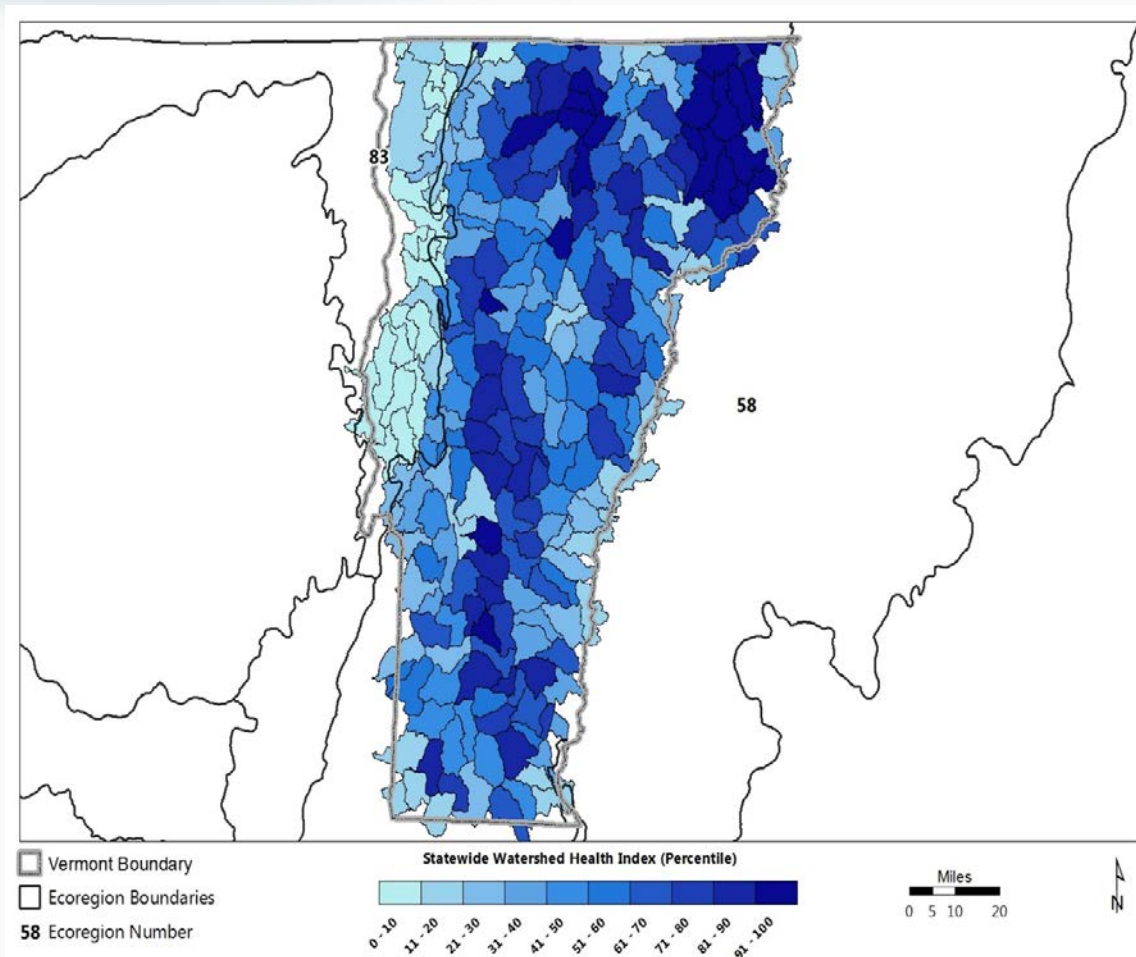 83
58
Vermont Boundary
Ecoregion Boundaries
58 Ecoregion Number
Statewide Watershed Health Index (Percentile)
0 - 10
11 - 20
21 - 30
31 - 40
41 - 50
51 - 60
61 - 70
71 - 80
81 - 90
91 - 100
Miles
0 5 10 20
N